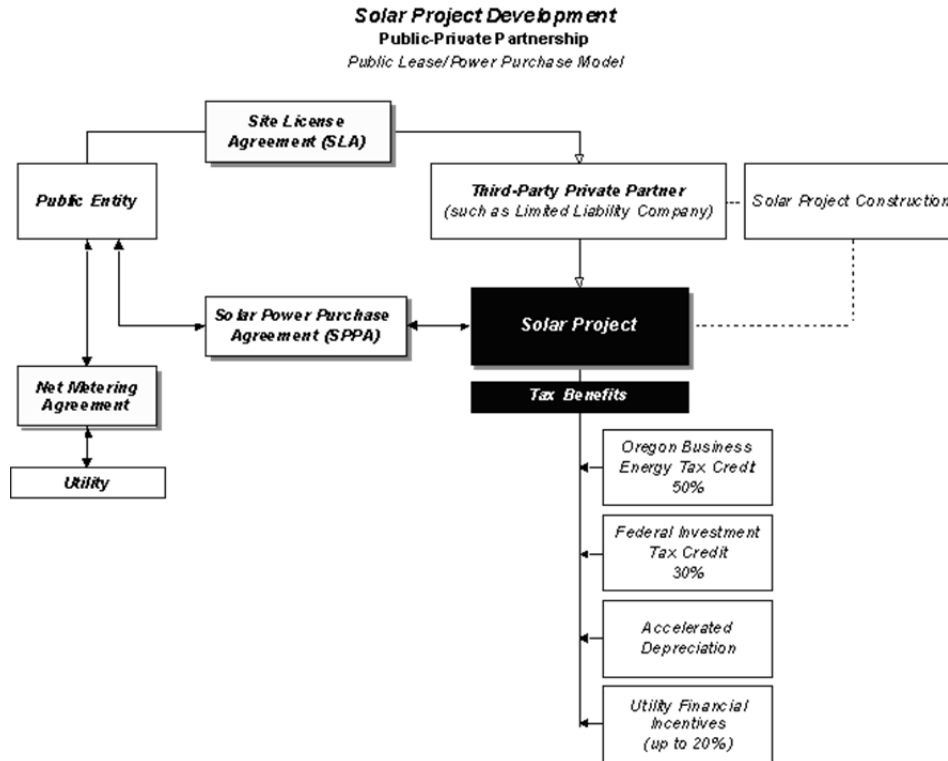 Solar Project Development
Public-Private Partnership
Public Lease/Power Purchase Model
Site License
Agreement (SLA)
Public Entity
Third-Party Private Partner
(such as Limited Liability Company)
Solar Project Construction
Solar Power Purchase
Agreement (SPPA)
Solar Project
Net Metering
Agreement
Tax Benefits
Utility
Oregon Business
Energy Tax Credit
50%
Federal Investment
Tax Credit
30%
Accelerated
Depreciation
Utility Financial
Incentives
(up to 20%)